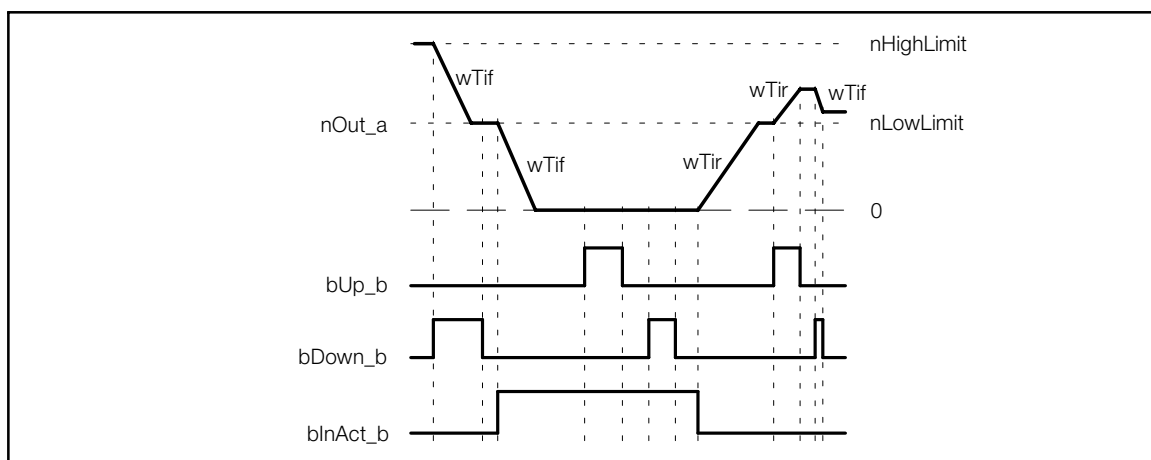 nHighLimit
wTif
wTir
wTif
nOut_a
nLowLimit
wTif
wTir
0
bUp_b
bDown_b
bInAct_b